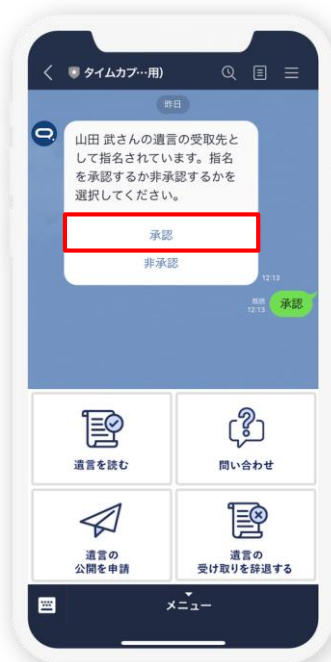 タイムカプ…用)
昨日
山田 武さんの遺言の受取先と
して指名されています。指名
を承認するか非承認するかを
選択してください。
承認
非承認
12:13
既読
12:13
承認
遺言を読む
問い合わせ
遺言の
公開を申請
遺言の
受け取りを辞退する
メニュー